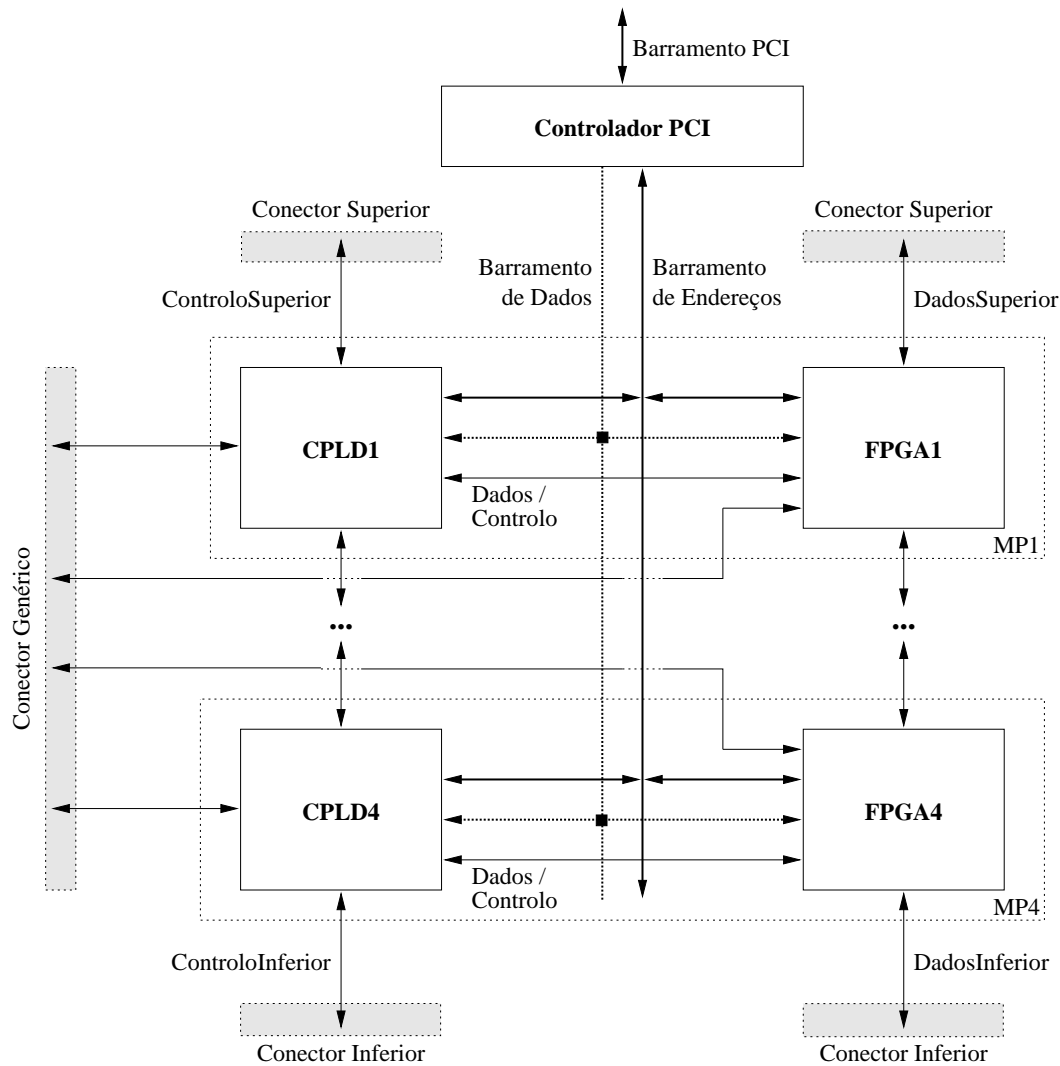 Barramento PCI
Controlador PCI
Conector Superior
Conector Superior
Barramento
de Dados
Barramento
de Endereços
ControloSuperior
DadosSuperior
CPLD1
FPGA1
Dados /
Controlo
MP1
Conector Genérico
...
...
CPLD4
FPGA4
Dados /
Controlo
MP4
ControloInferior
DadosInferior
Conector Inferior
Conector Inferior